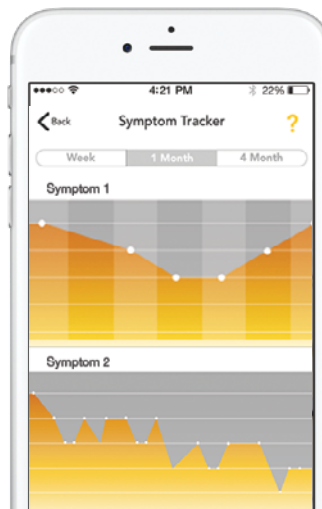 4:21 PM 22%
Back Symptom Tracker ?
Week 1 Month 4 Month
Symptom 1
Symptom 2